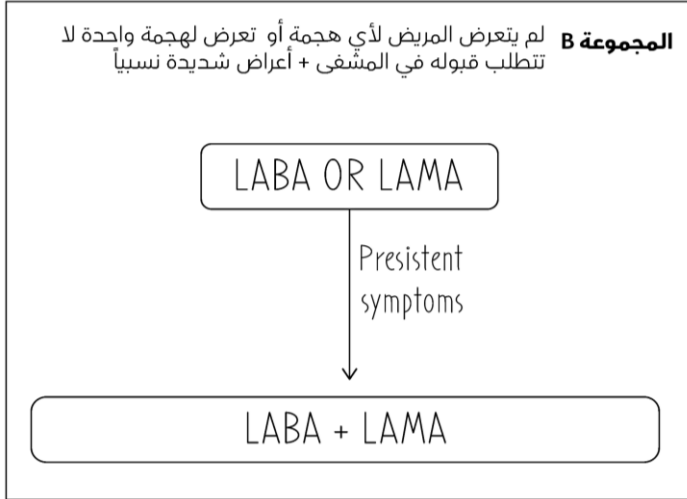 المجموعة B لم يتعرض المريض لأي هجمة أو تعرض لهجمة واحدة لا
تتطلب قبوله في المشفى + أعراض شديدة نسبياً
LABA OR LAMA
Presistent
symptoms
LABA + LAMA